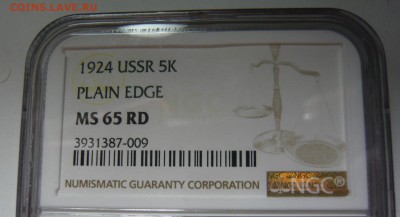 COINS.LAVE.RU
1924 USSR 5K
PLAIN EDGE
MS 65 RD
3931387-009
NUMISMATIC GUARANTY CORPORATION
NGC®